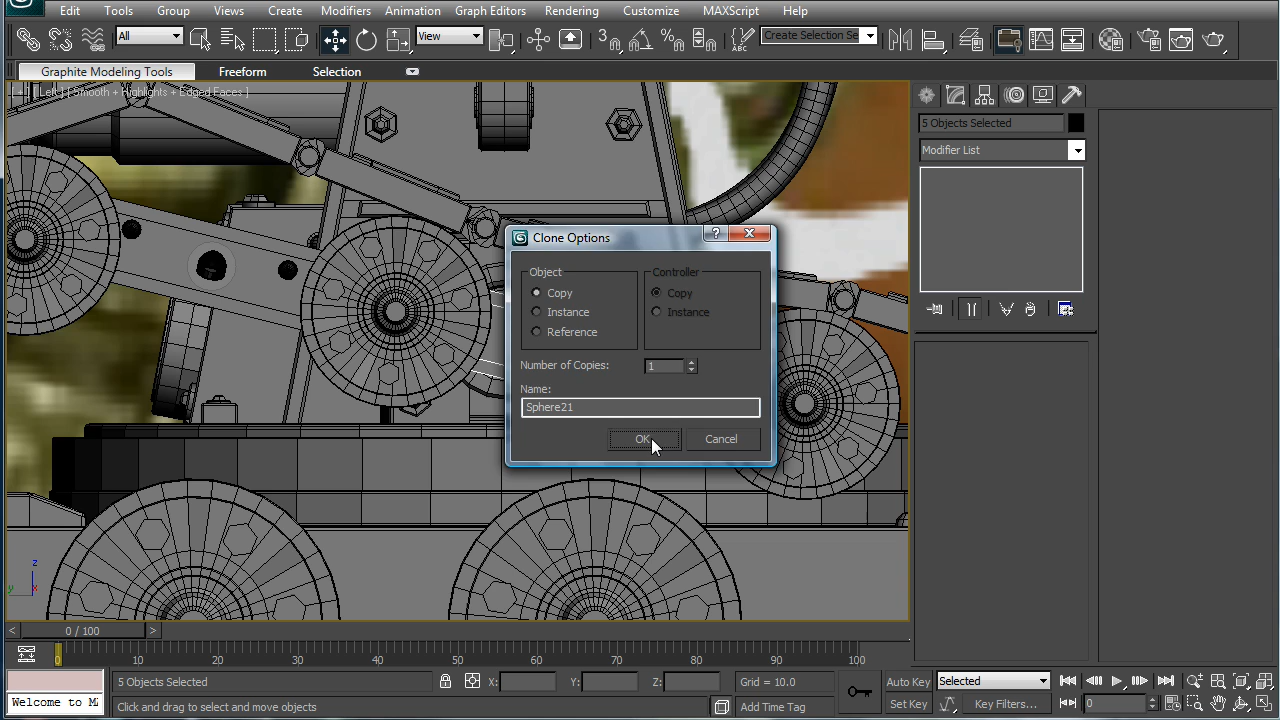 Edit Tools Group Views Create Modifiers Animation Graph Editors Rendering Customize MAXScript Help
All View 3 % ABC Create Selection Se
Graphite Modeling Tools Freeform Selection
[ + ] [ Left ] [ Smooth + Highlights + Edged Faces ]
5 Objects Selected
Modifier List
Clone Options ?
Object Controller
Copy Copy
Instance Instance
Reference
Number of Copies: 1
Name:
Sphere21
OK Cancel
z
y x
< 0 / 100 >
0 10 20 30 40 50 60 70 80 90 100
5 Objects Selected X: Y: Z: Grid = 10.0 Auto Key Selected
Welcome to M Click and drag to select and move objects Add Time Tag Set Key Key Filters... 0